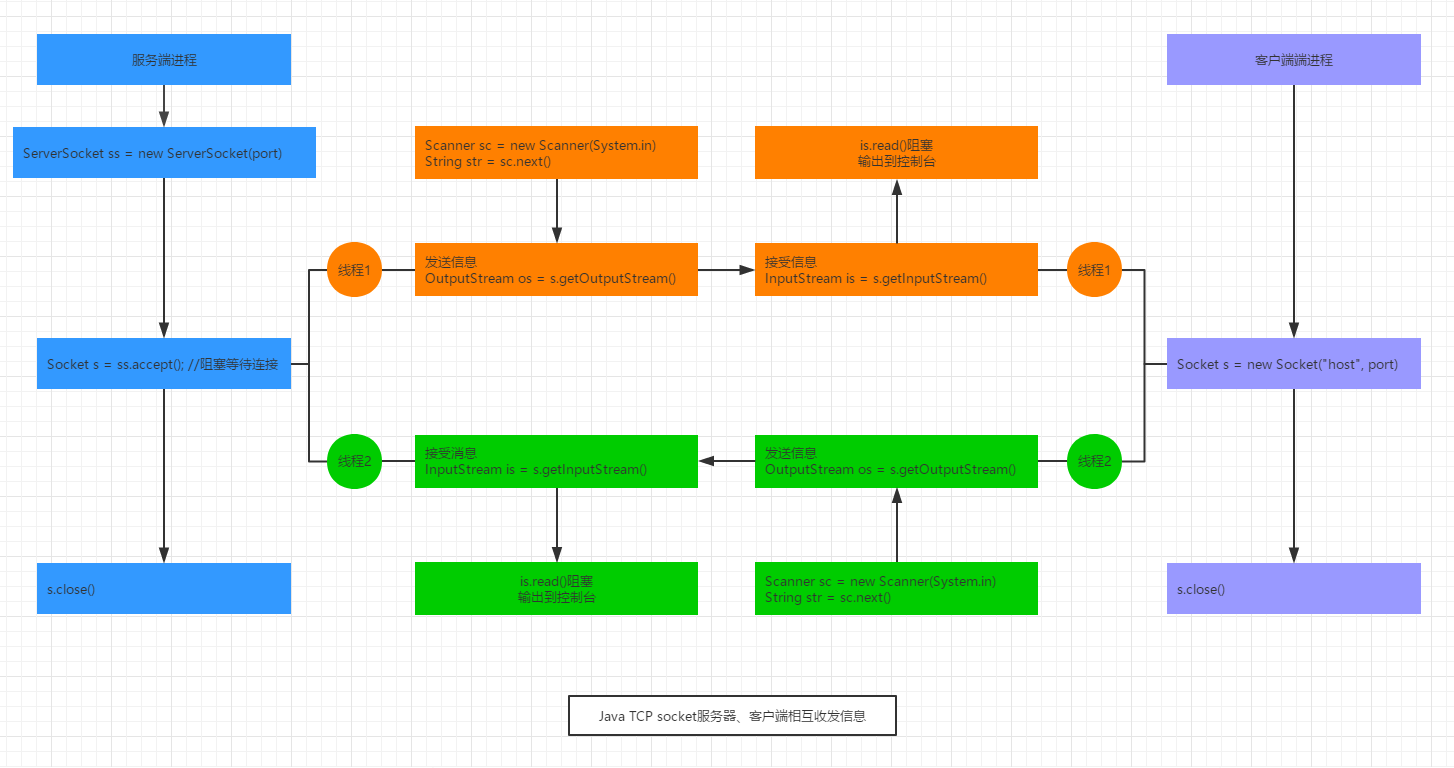 服务端进程
客户端端进程
ServerSocket ss = new ServerSocket(port)
Scanner sc = new Scanner(System.in)
String str = sc.next()
is.read()阻塞
输出到控制台
线程1
发送信息
OutputStream os = s.getOutputStream()
接受信息
InputStream is = s.getInputStream()
线程1
Socket s = ss.accept(); //阻塞等待连接
Socket s = new Socket("host", port)
线程2
接受消息
InputStream is = s.getInputStream()
发送信息
OutputStream os = s.getOutputStream()
线程2
s.close()
is.read()阻塞
输出到控制台
Scanner sc = new Scanner(System.in)
String str = sc.next()
s.close()
Java TCP socket服务器、客户端相互收发信息